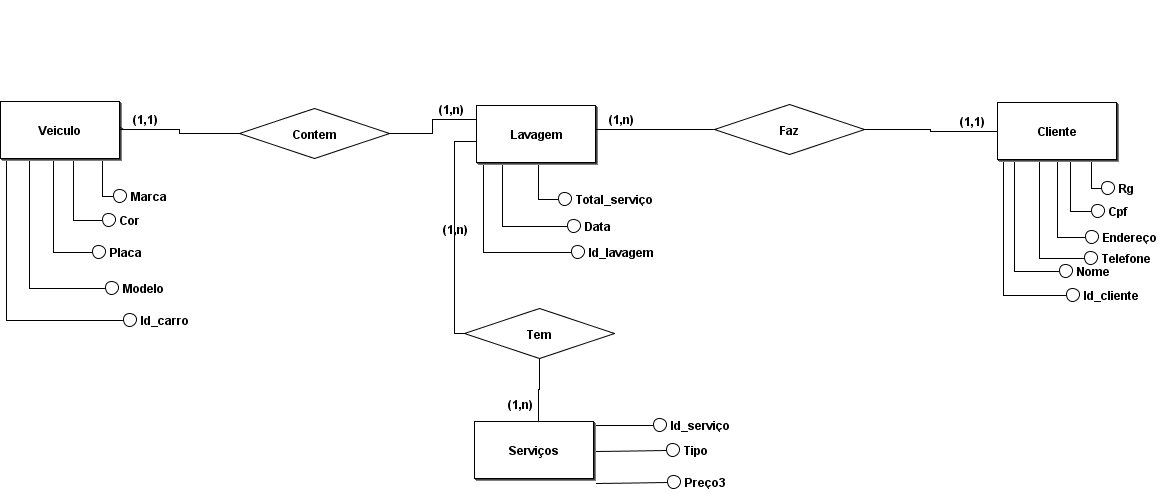 Veiculo
(1,1)
Contem
(1,n)
Lavagem
(1,n)
Faz
(1,1)
Cliente
Marca
Cor
Placa
Modelo
Id_carro
Total_serviço
Data
Id_lavagem
(1,n)
Rg
Cpf
Endereço
Telefone
Nome
Id_cliente
Tem
(1,n)
Serviços
Id_serviço
Tipo
Preço3